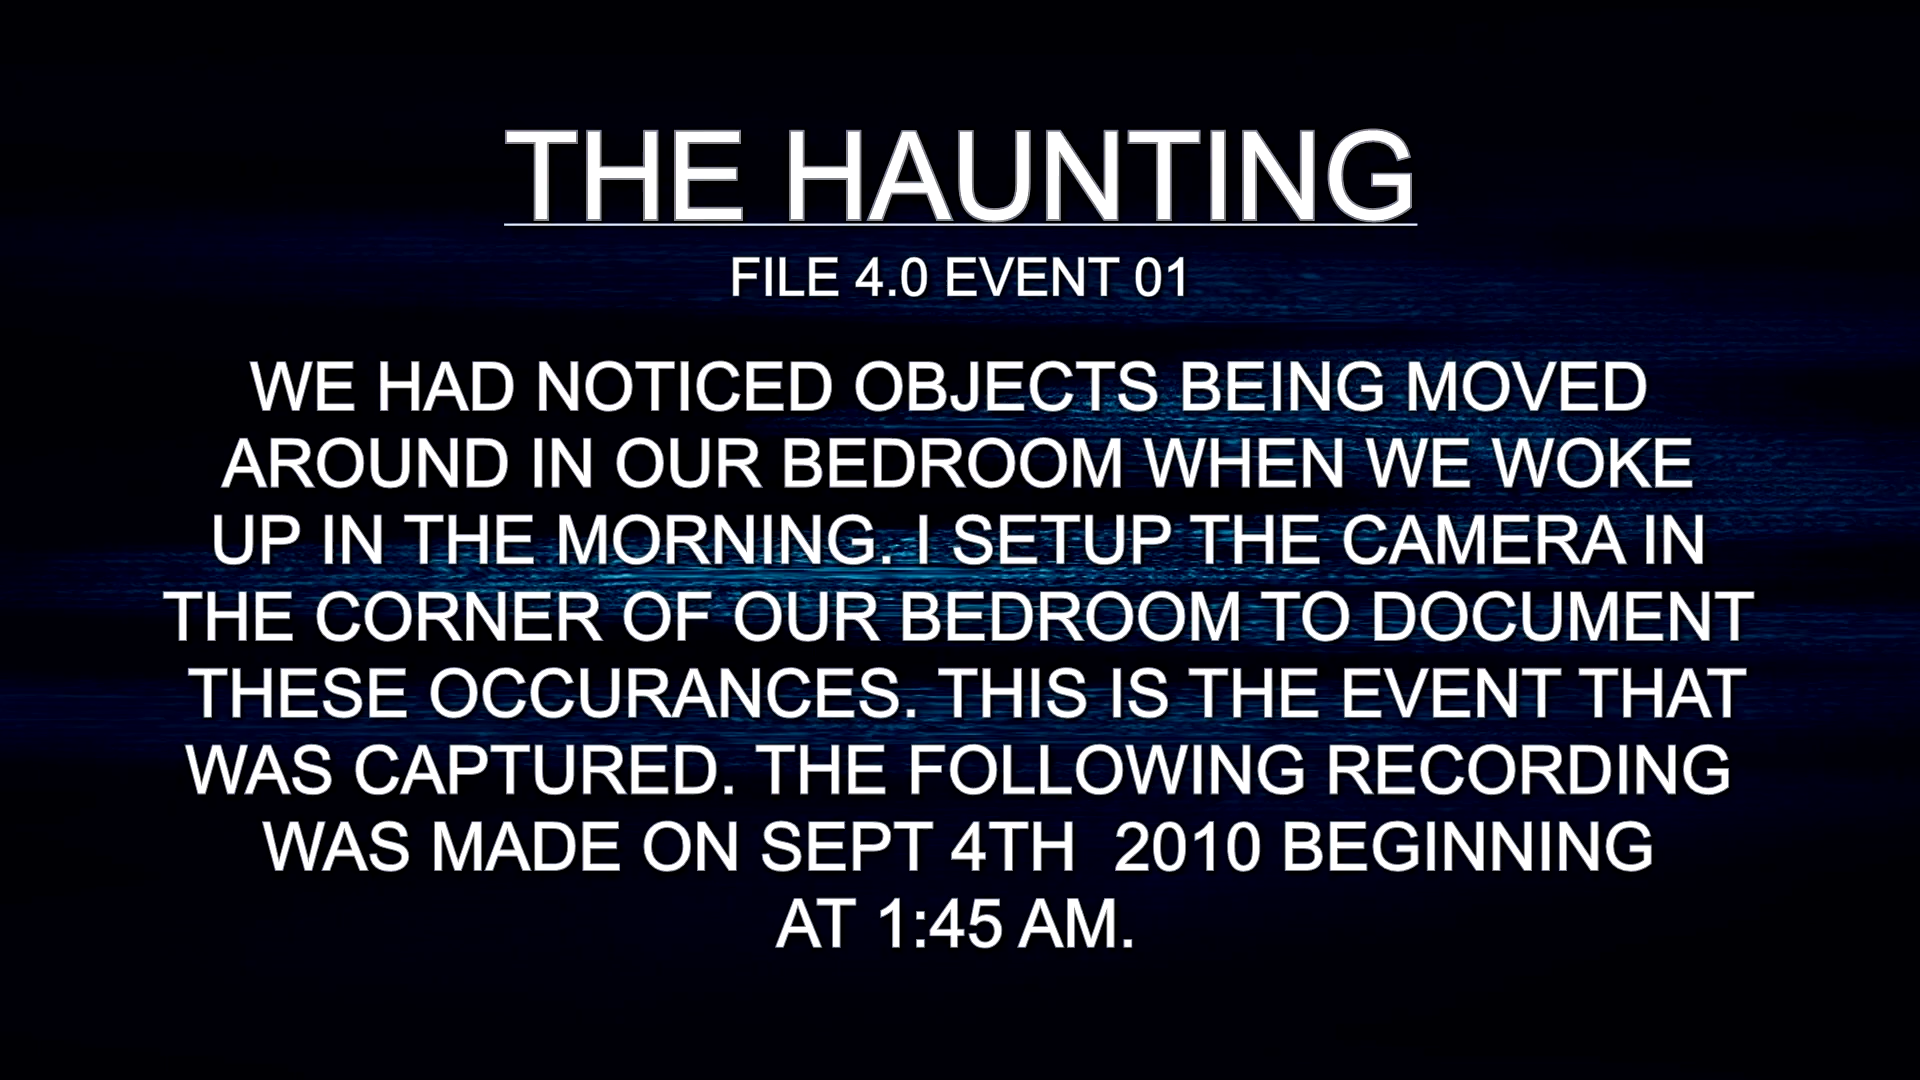 THE HAUNTING
FILE 4.0 EVENT 01
WE HAD NOTICED OBJECTS BEING MOVED
AROUND IN OUR BEDROOM WHEN WE WOKE
UP IN THE MORNING. I SETUP THE CAMERA IN
THE CORNER OF OUR BEDROOM TO DOCUMENT
THESE OCCURANCES. THIS IS THE EVENT THAT
WAS CAPTURED. THE FOLLOWING RECORDING
WAS MADE ON SEPT 4TH  2010 BEGINNING
AT 1:45 AM.